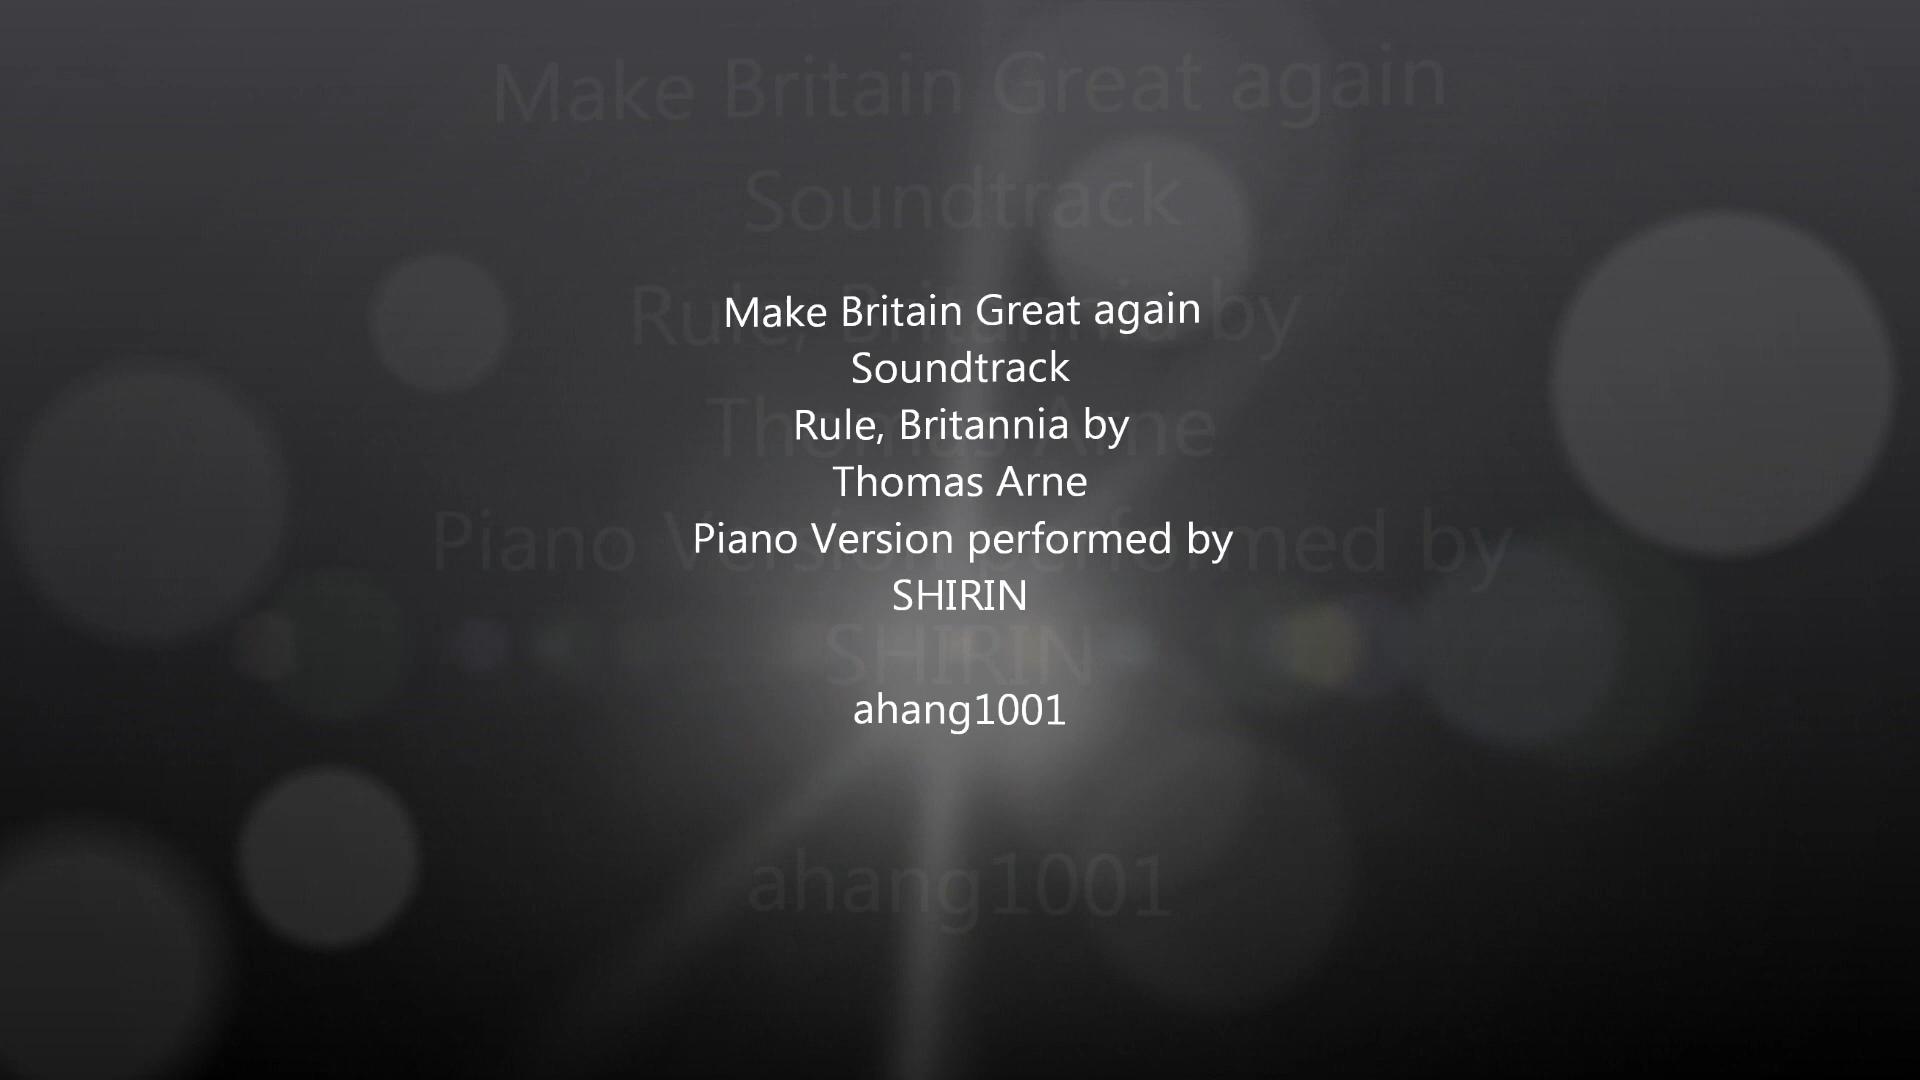 Make Britain Great again
Soundtrack
Rule, Britannia by
Thomas Arne
Piano Version performed by
SHIRIN
ahang1001